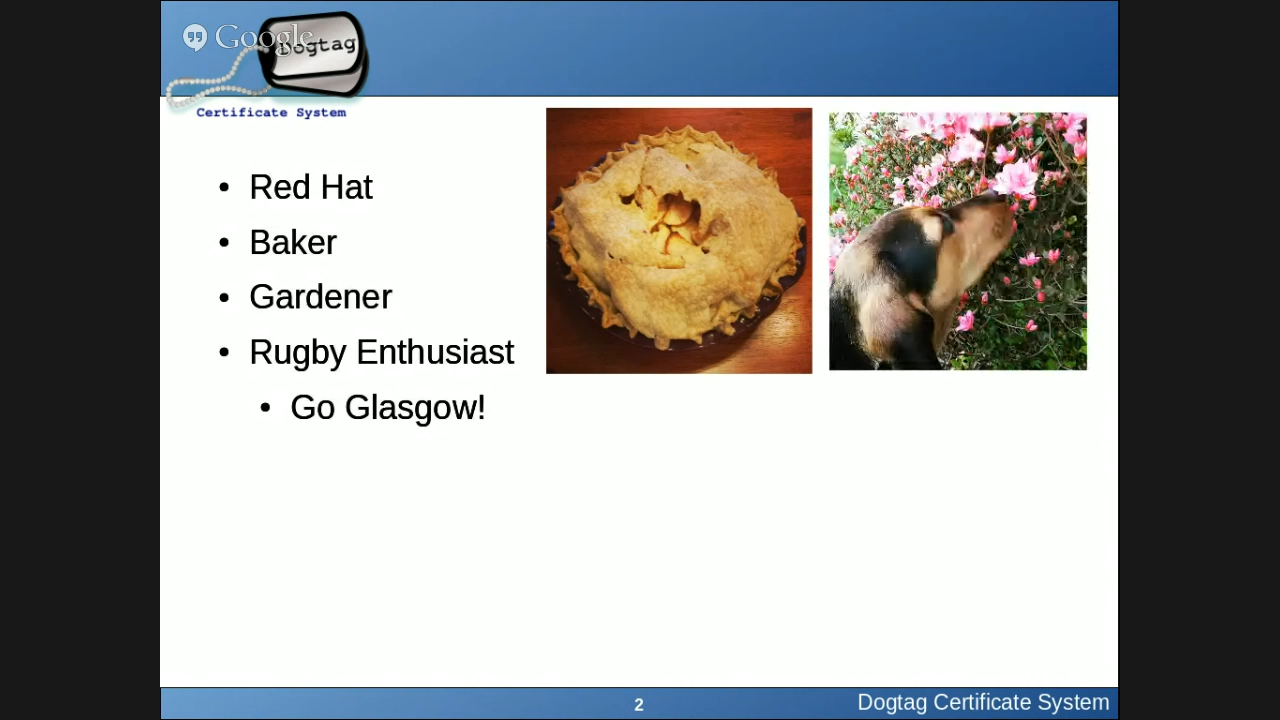 Google
Dogtag
Certificate System
• Red Hat
• Baker
• Gardener
• Rugby Enthusiast
• Go Glasgow!
2
Dogtag Certificate System